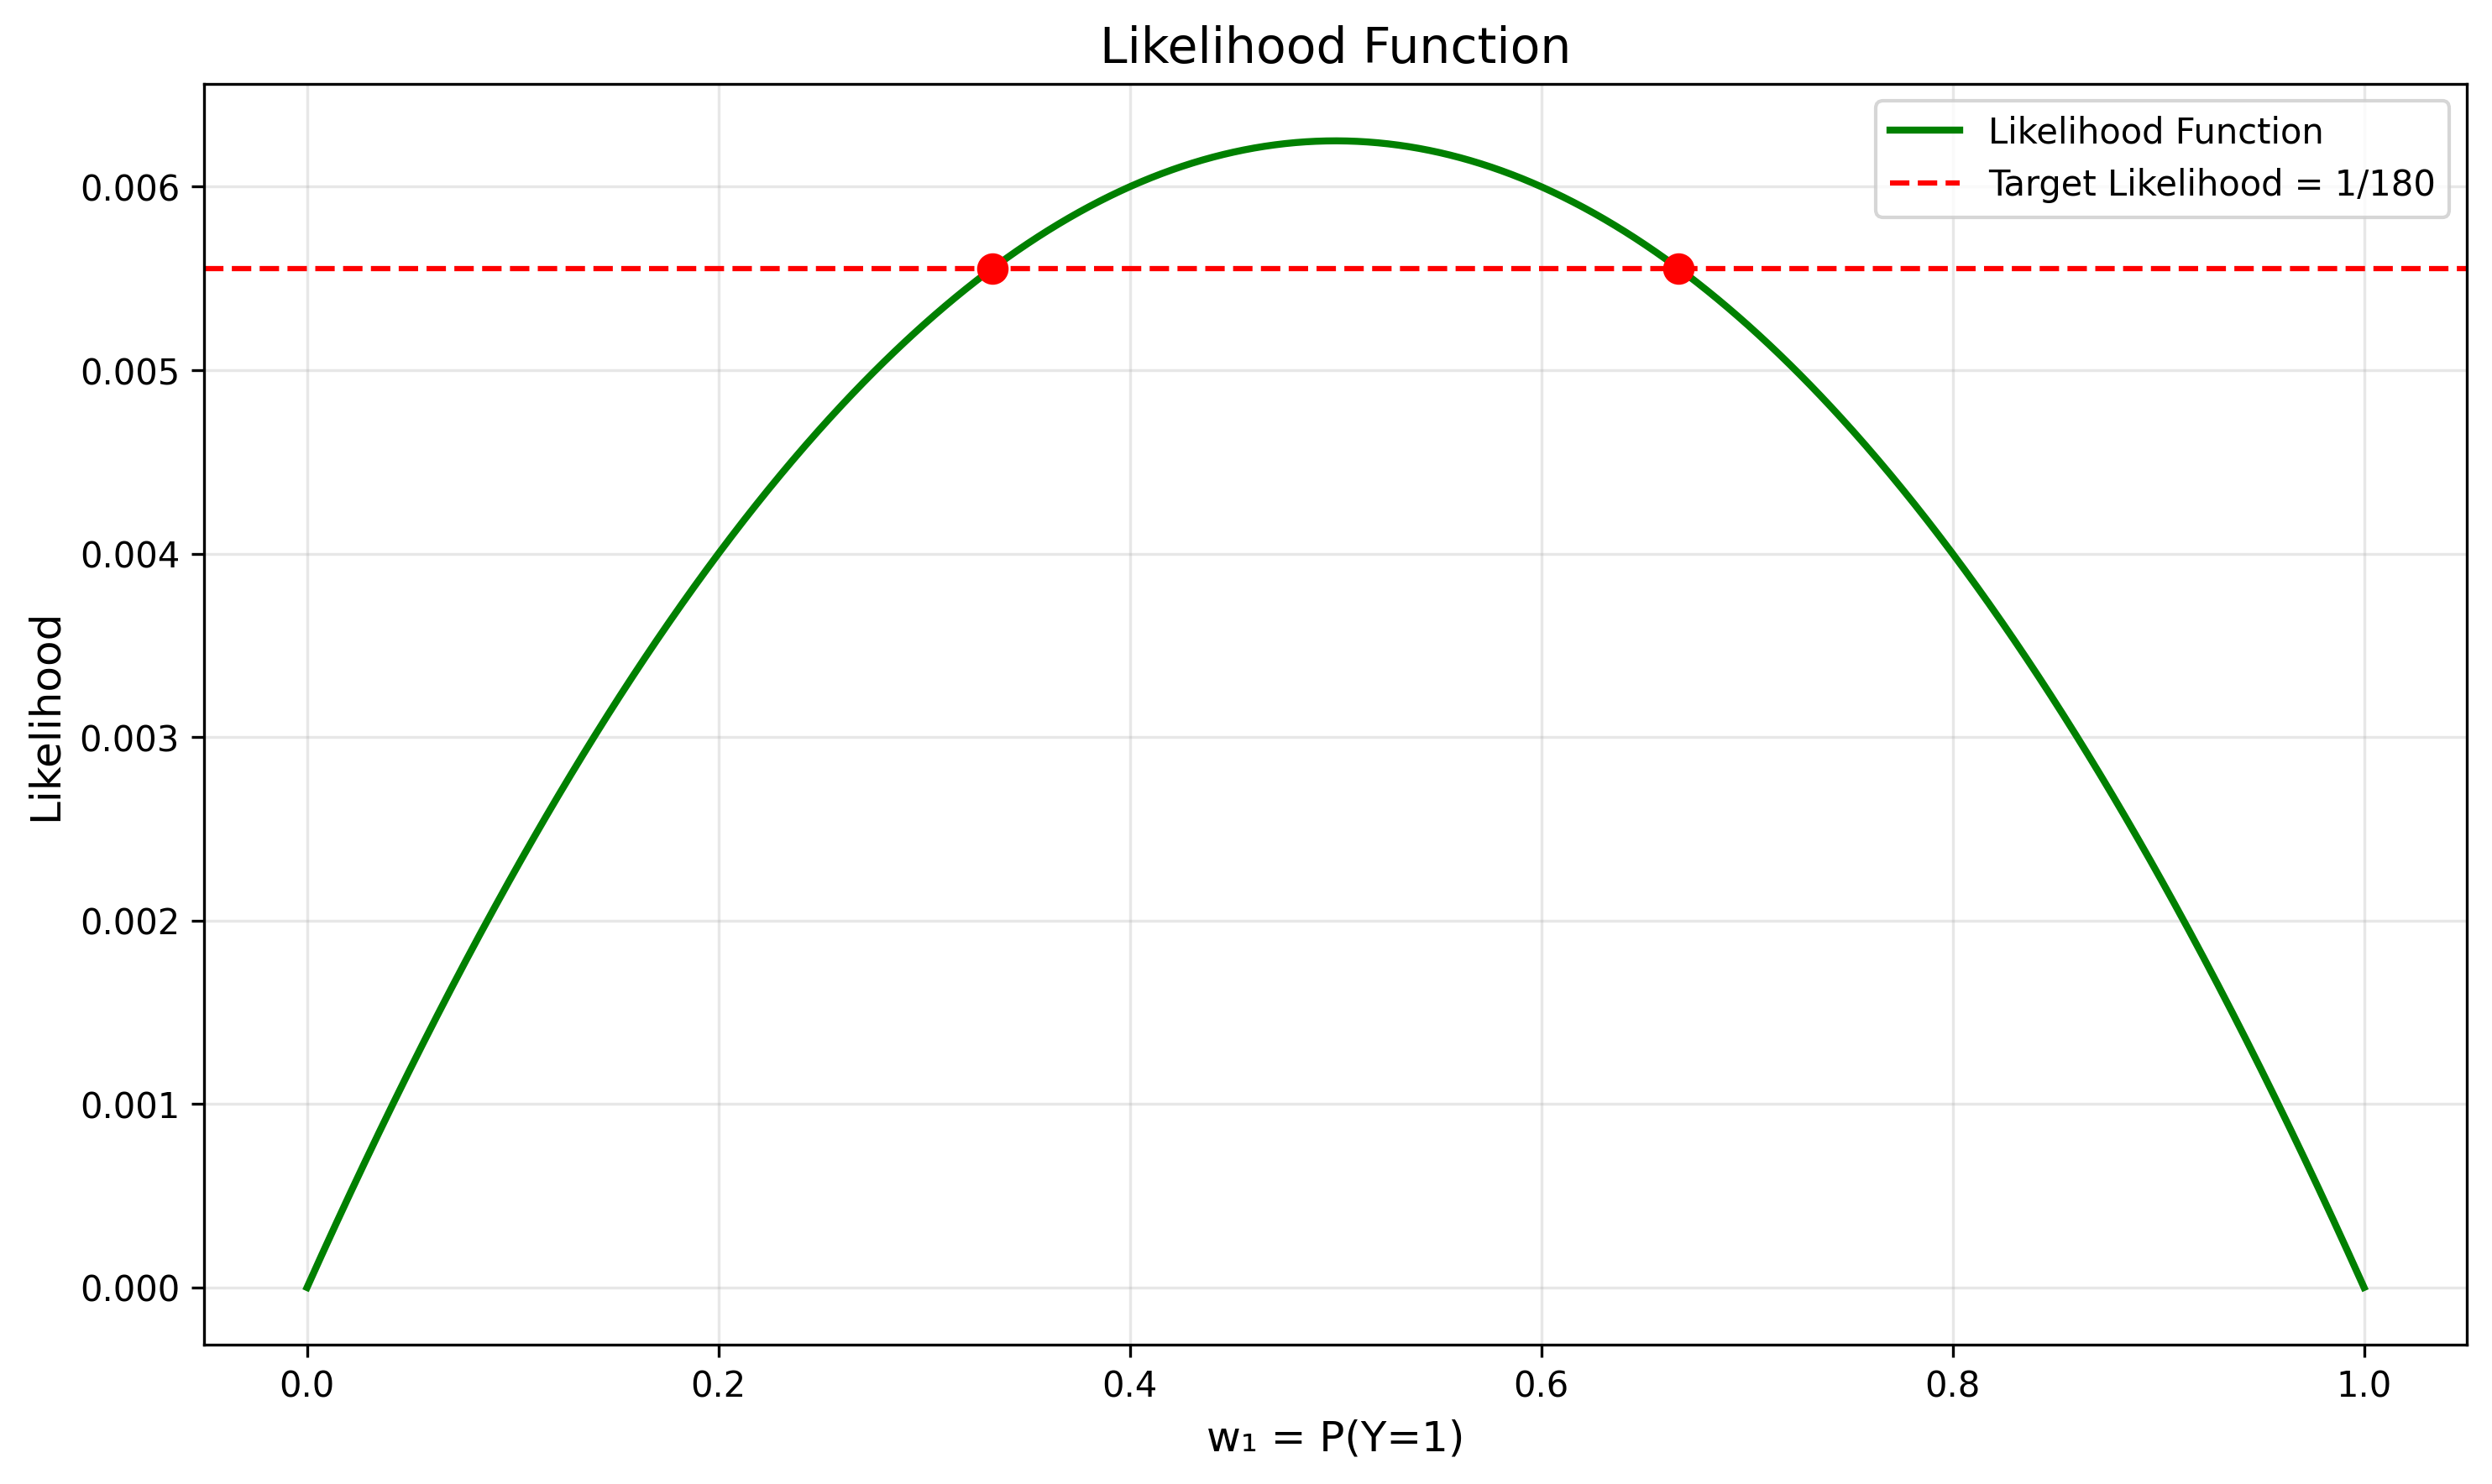 Likelihood Function
Likelihood Function
Target Likelihood = 1/180
0.006
0.005
0.004
0.003
0.002
0.001
0.000
Likelihood
0.0 0.2 0.4 0.6 0.8 1.0
w₁ = P(Y=1)